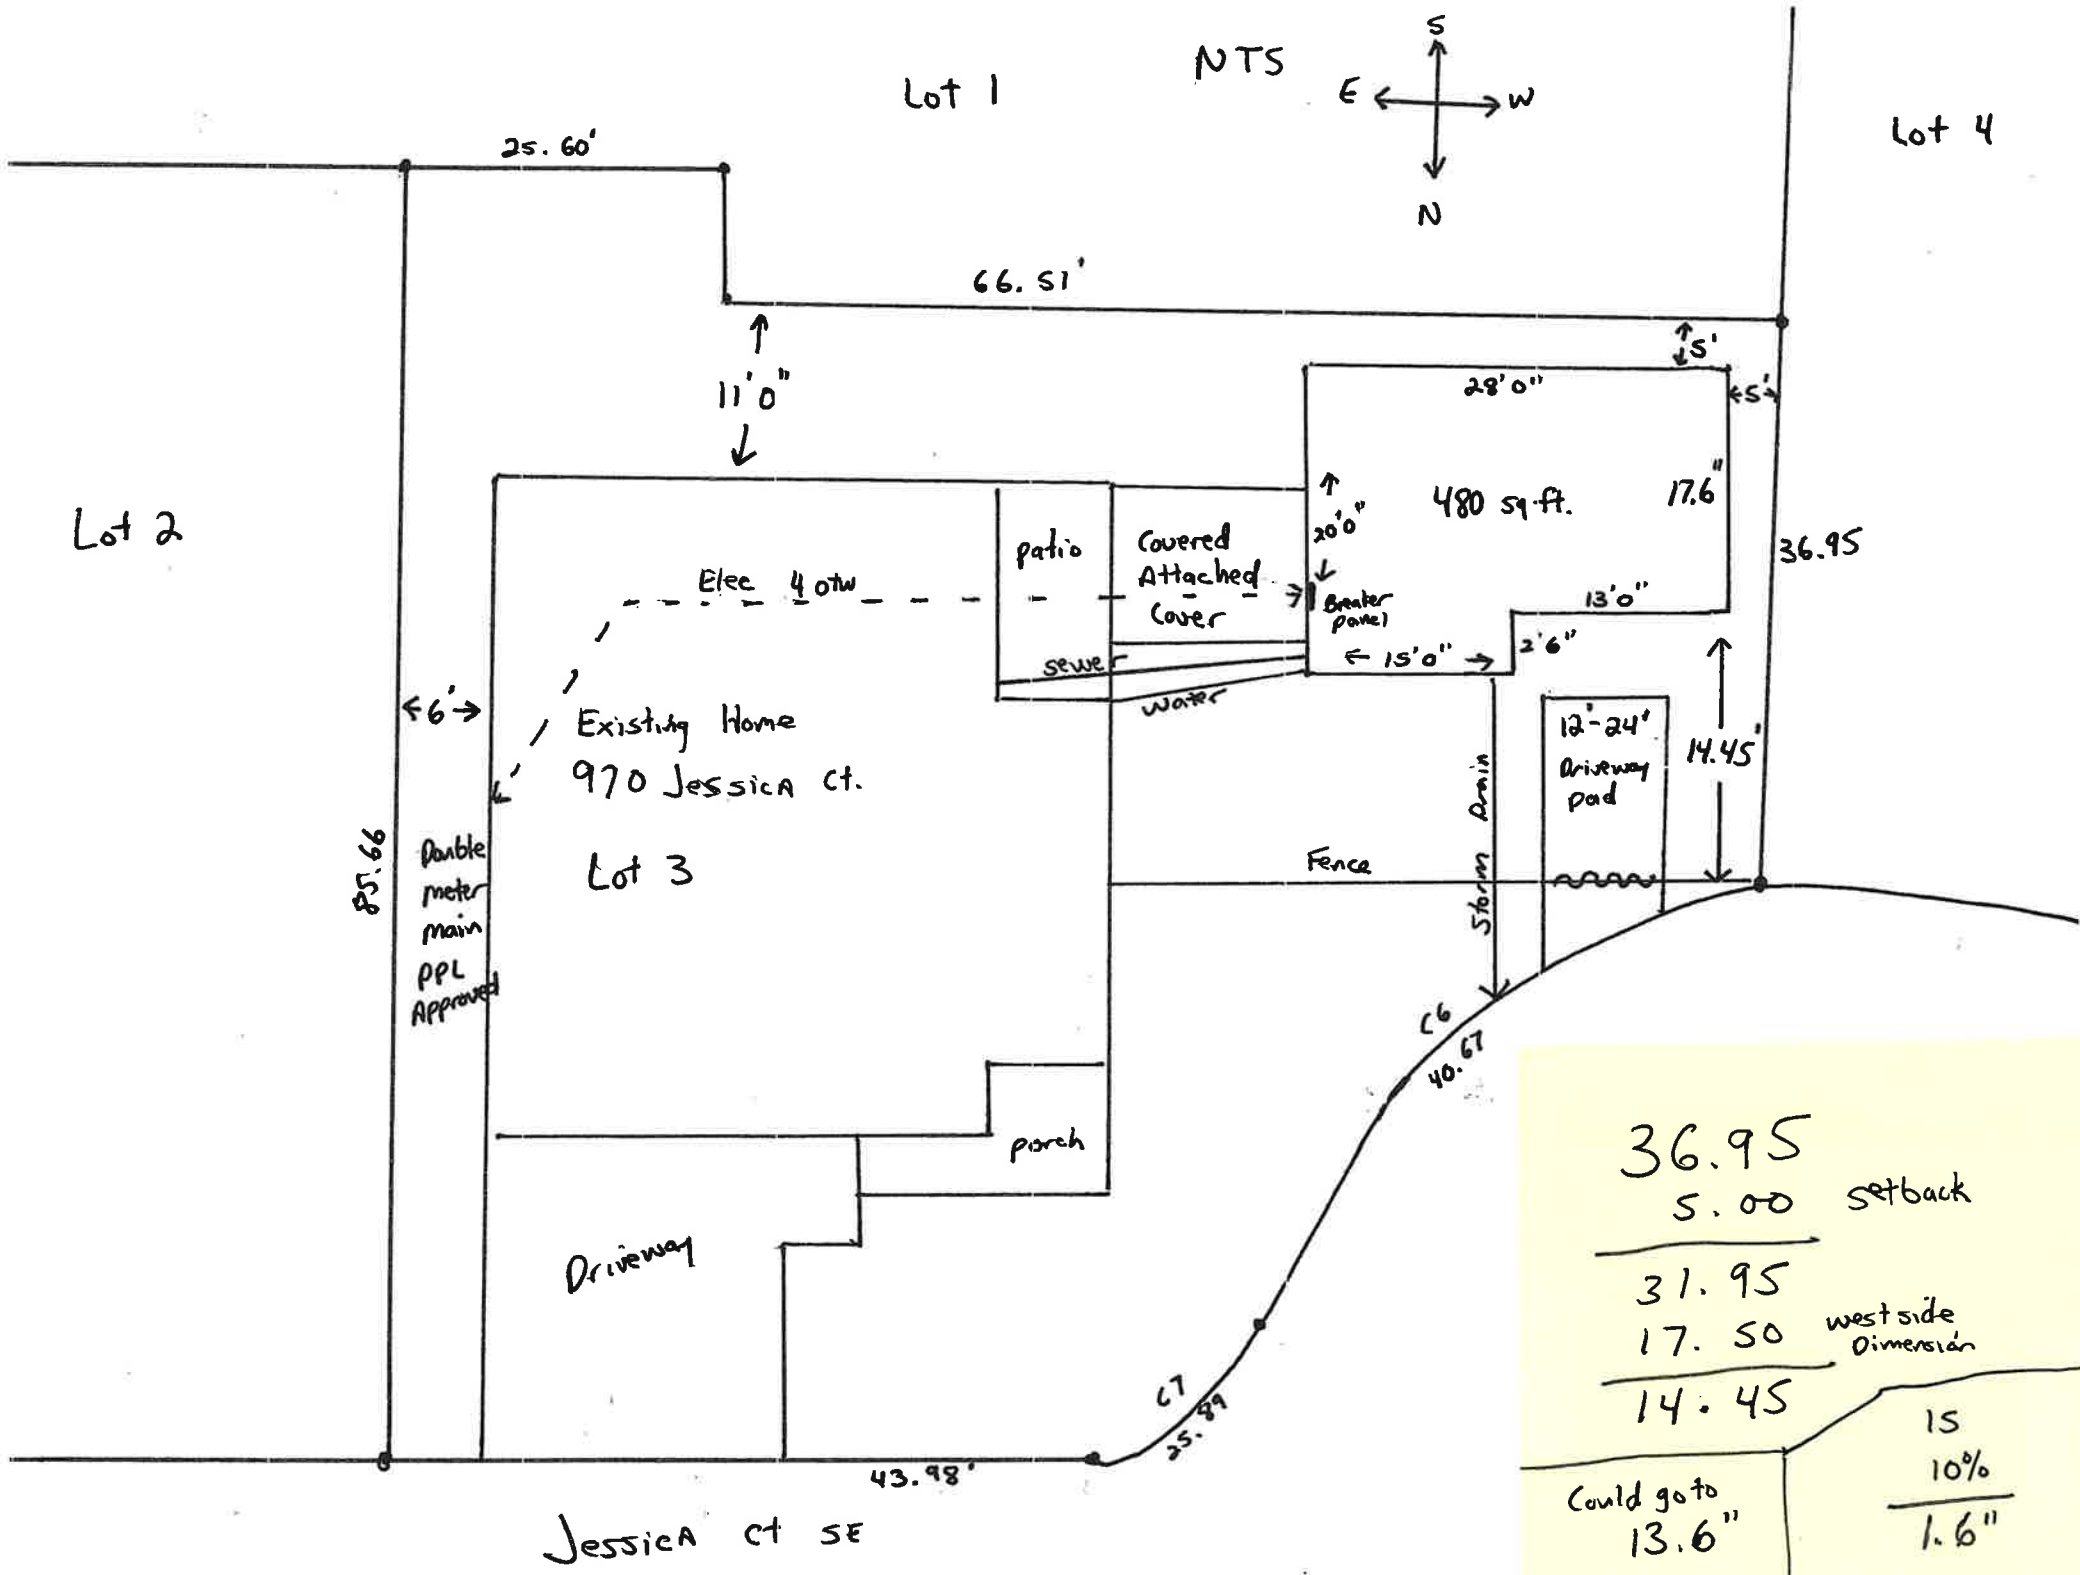 Lot 1
NTS
S
E
W
N
Lot 4
25.60'
66.51'
5'
11'0"
28'0"
5'
Lot 2
480 sq.ft.
17.6"
20'0"
36.95
patio
Covered
Attached
Cover
Elec
Breaker
panel
13'0"
2'6"
15'0"
sewer
water
6'
Existing Home
970 Jessica Ct.
Lot 3
12'-24'
Driveway
pad
14.45'
Storm Drain
Fence
85.66
Double
meter
main
PPL
Approved
C6
40.67
porch
Driveway
C7
25.89
43.98'
Jessica Ct SE
36.95
5.00 setback
31.95
17.50 west side
Dimension
14.45
Could go to
13.6"
15
10%
1.6"